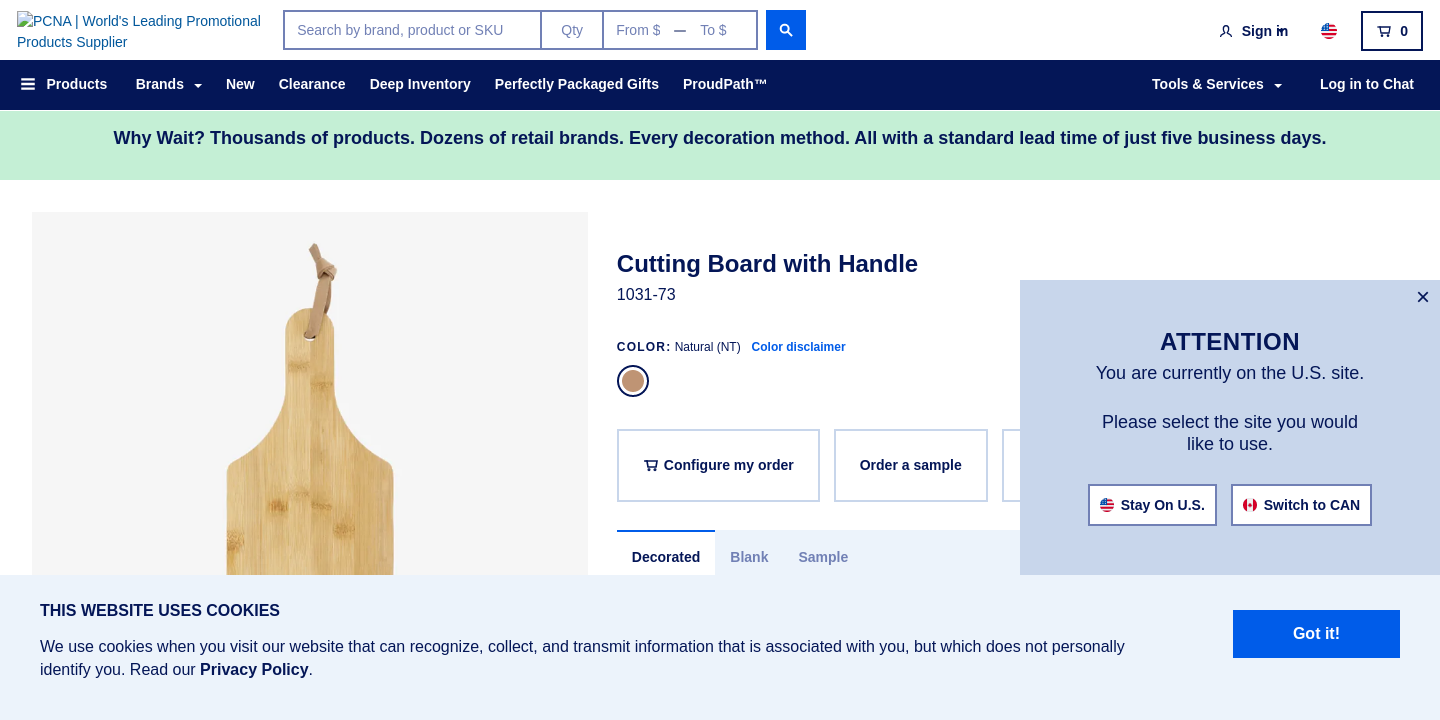 PCNA | World's Leading Promotional
Products Supplier
Search by brand, product or SKU
Qty
From $ — To $
Sign in
0
Products
Brands
New
Clearance
Deep Inventory
Perfectly Packaged Gifts
ProudPath™
Tools & Services
Log in to Chat
Why Wait? Thousands of products. Dozens of retail brands. Every decoration method. All with a standard lead time of just five business days.
Cutting Board with Handle
1031-73
COLOR: Natural (NT) Color disclaimer
Configure my order
Order a sample
Decorated
Blank
Sample
×
ATTENTION
You are currently on the U.S. site.
Please select the site you would
like to use.
Stay On U.S.
Switch to CAN
THIS WEBSITE USES COOKIES
We use cookies when you visit our website that can recognize, collect, and transmit information that is associated with you, but which does not personally
identify you. Read our Privacy Policy.
Got it!